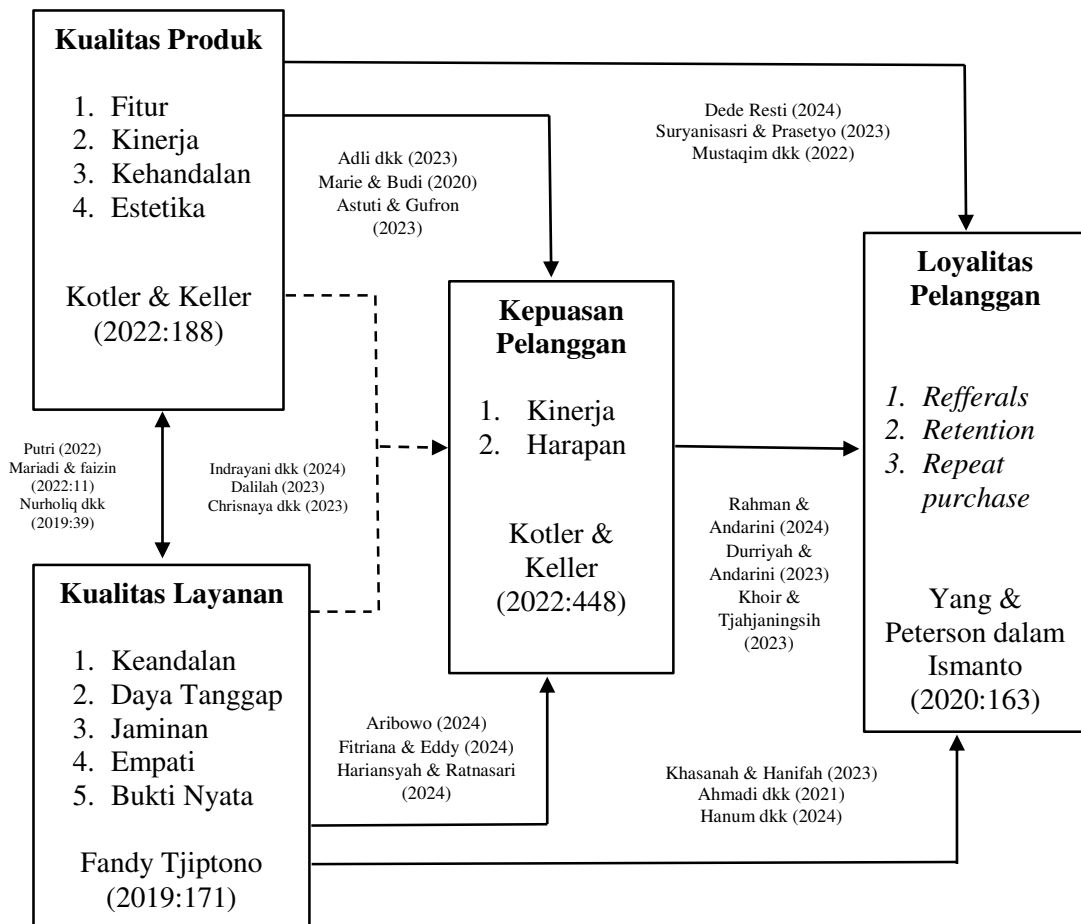 Kualitas Produk
1. Fitur
2. Kinerja
3. Kehandalan
4. Estetika
Kotler & Keller
(2022:188)
Dede Resti (2024)
Suryanisasri & Prasetyo (2023)
Mustaqim dkk (2022)
Adli dkk (2023)
Marie & Budi (2020)
Astuti & Gufron
(2023)
Kepuasan
Pelanggan
1. Kinerja
2. Harapan
Kotler &
Keller
(2022:448)
Loyalitas
Pelanggan
1. Refferals
2. Retention
3. Repeat
purchase
Yang &
Peterson dalam
Ismanto
(2020:163)
Putri (2022)
Mariadi & faizin
(2022:11)
Nurholiq dkk
(2019:39)
Indrayani dkk (2024)
Dalilah (2023)
Chrisnaya dkk (2023)
Rahman &
Andarini (2024)
Durriyah &
Andarini (2023)
Khoir &
Tjahjaningsih
(2023)
Kualitas Layanan
1. Keandalan
2. Daya Tanggap
3. Jaminan
4. Empati
5. Bukti Nyata
Fandy Tjiptono
(2019:171)
Aribowo (2024)
Fitriana & Eddy (2024)
Hariansyah & Ratnasari
(2024)
Khasanah & Hanifah (2023)
Ahmadi dkk (2021)
Hanum dkk (2024)